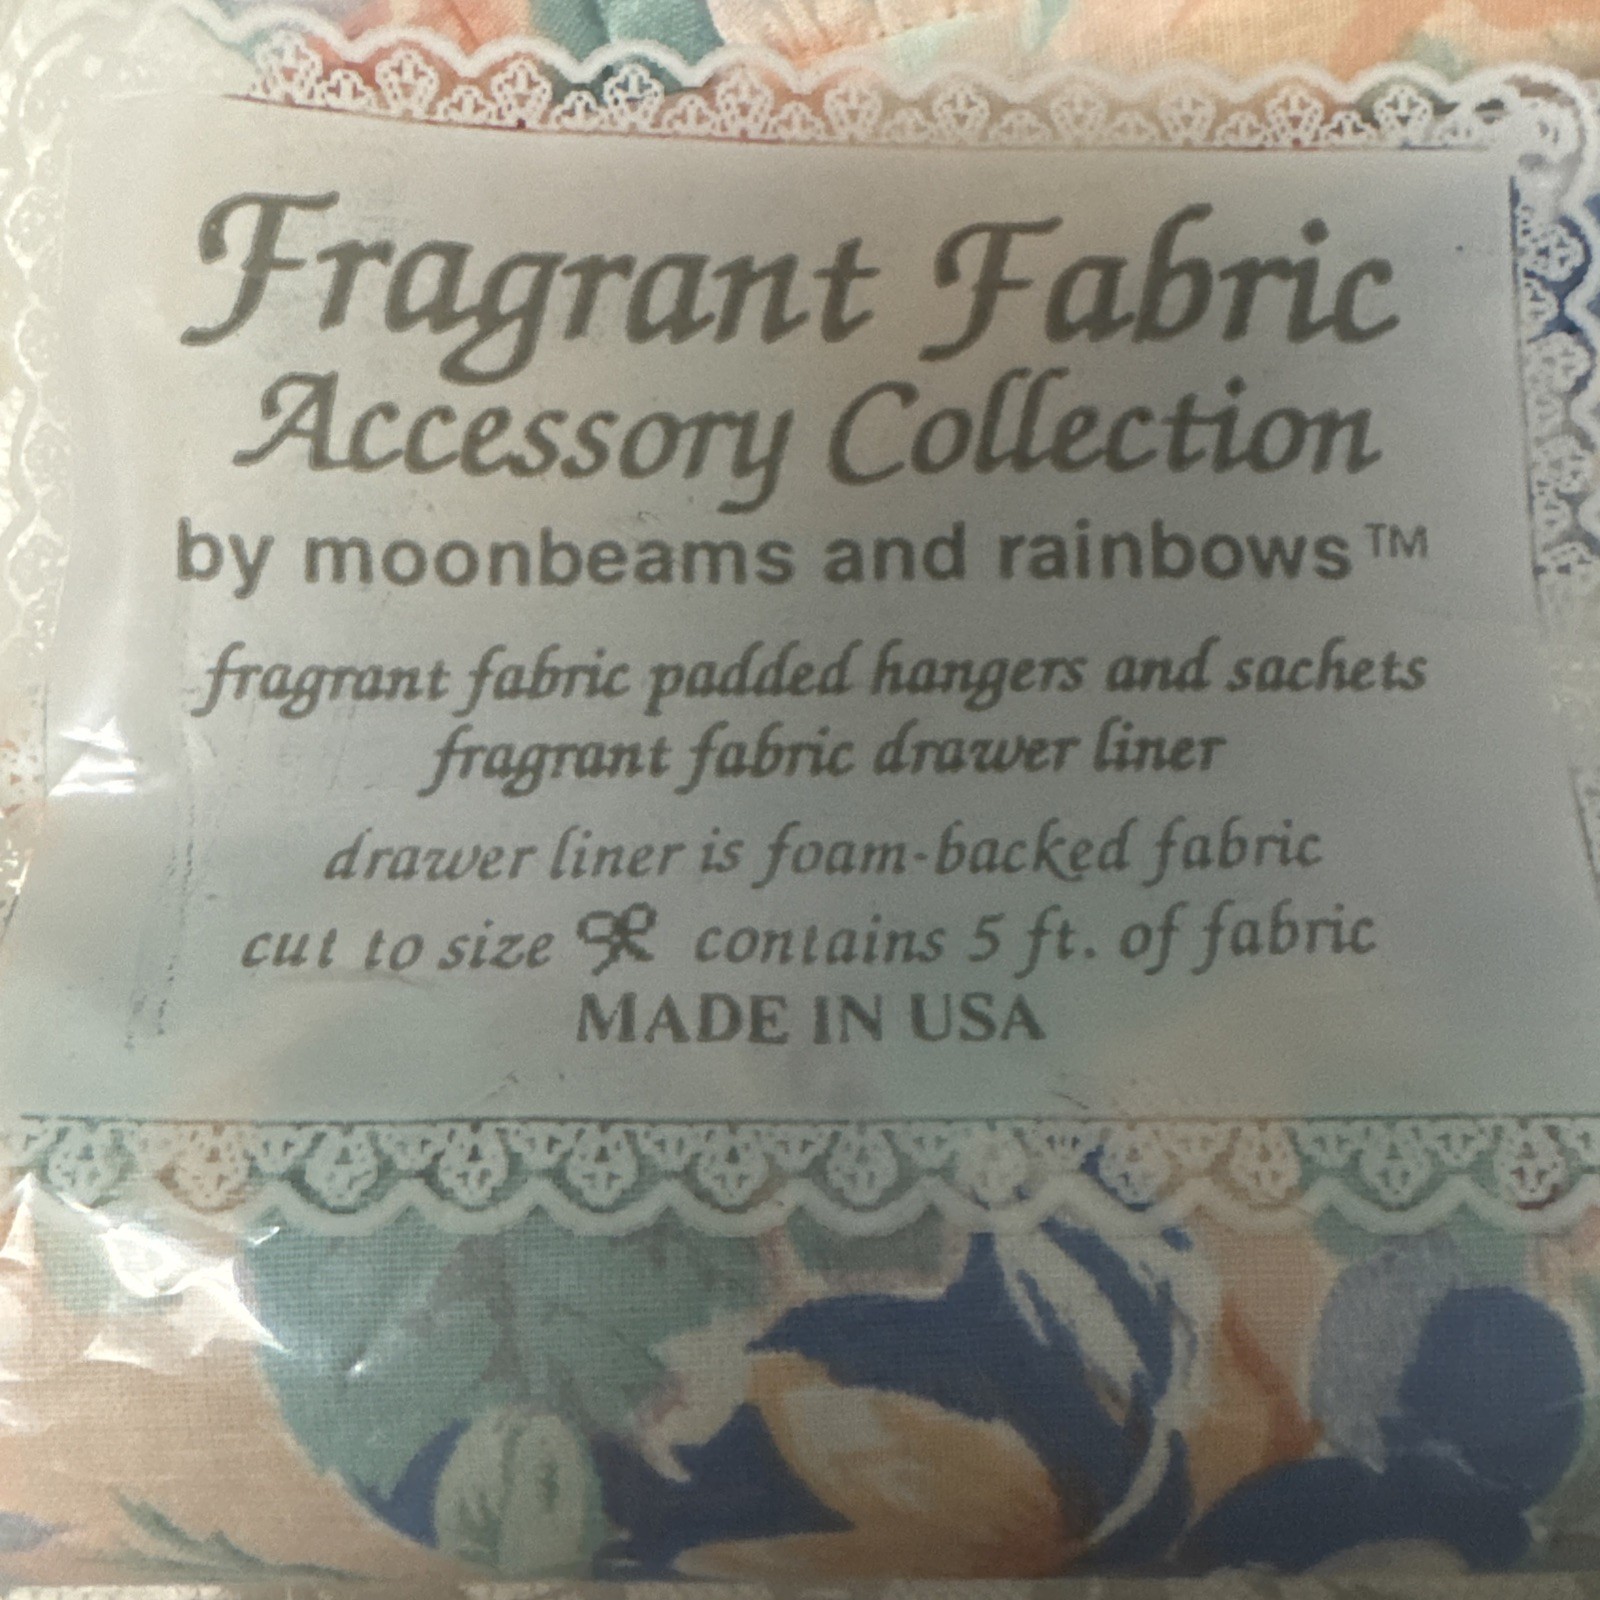 Fragrant Fabric
Accessory Collection
by moonbeams and rainbows™
fragrant fabric padded hangers and sachets
fragrant fabric drawer liner
drawer liner is foam-backed fabric
cut to size contains 5 ft. of fabric
MADE IN USA